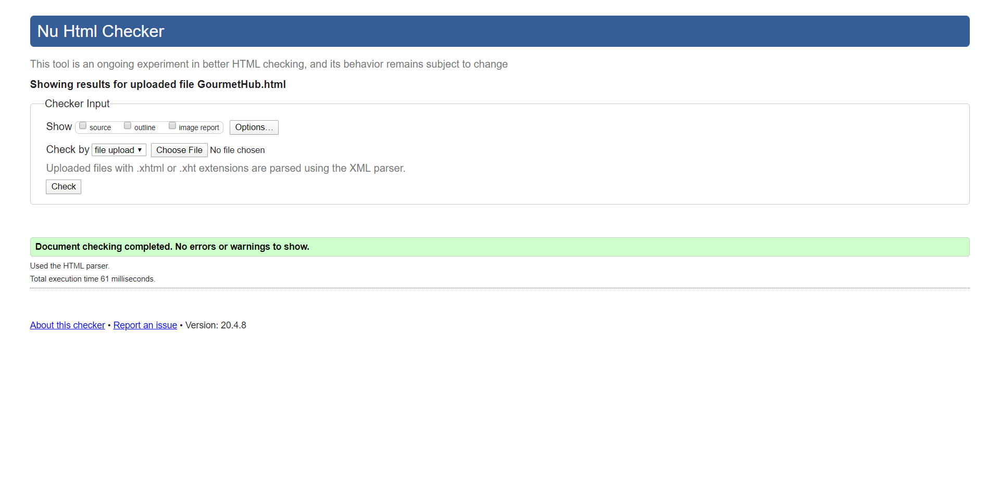 Nu Html Checker
This tool is an ongoing experiment in better HTML checking, and its behavior remains subject to change
Showing results for uploaded file GourmetHub.html
Checker Input
Show source outline image report Options...
Check by file upload ▼ Choose File No file chosen
Uploaded files with .xhtml or .xht extensions are parsed using the XML parser.
Check
Document checking completed. No errors or warnings to show.
Used the HTML parser.
Total execution time 61 milliseconds.
About this checker • Report an issue • Version: 20.4.8